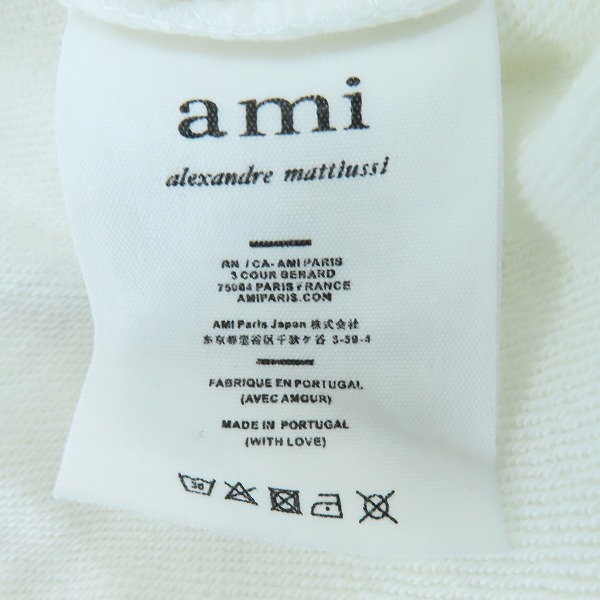 ami
alexandre mattiussi
RN / CA- AMI PARIS
3 COUR BERARD
75004 PARIS FRANCE
AMIPARIS.COM
AMI Paris Japan 株式会社
東京都渋谷区千駄ケ谷 3-59-4
FABRIQUE EN PORTUGAL
(AVEC AMOUR)
MADE IN PORTUGAL
(WITH LOVE)
30